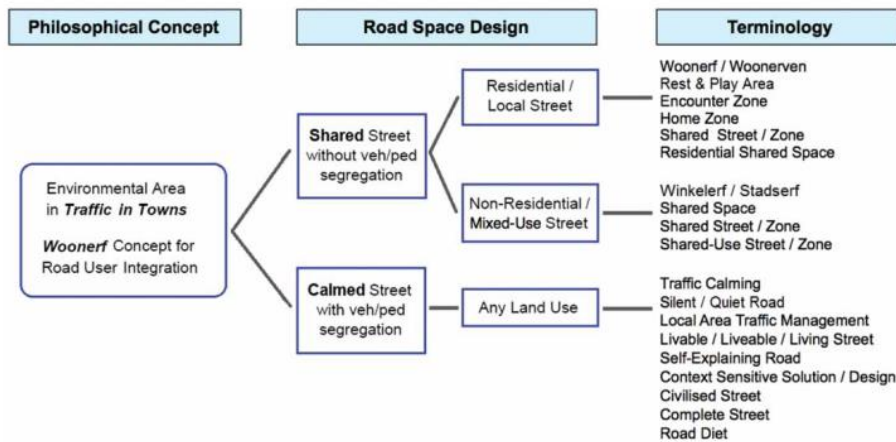 Philosophical Concept
Road Space Design
Terminology
Environmental Area
in Traffic in Towns
Woonerf Concept for
Road User Integration
Shared Street
without veh/ped
segregation
Calmed Street
with veh/ped
segregation
Residential /
Local Street
Non-Residential /
Mixed-Use Street
Any Land Use
Woonerf / Woonerven
Rest & Play Area
Encounter Zone
Home Zone
Shared Street / Zone
Residential Shared Space
Winkelerf / Stadserf
Shared Space
Shared Street / Zone
Shared-Use Street / Zone
Traffic Calming
Silent / Quiet Road
Local Area Traffic Management
Livable / Liveable / Living Street
Self-Explaining Road
Context Sensitive Solution / Design
Civilised Street
Complete Street
Road Diet